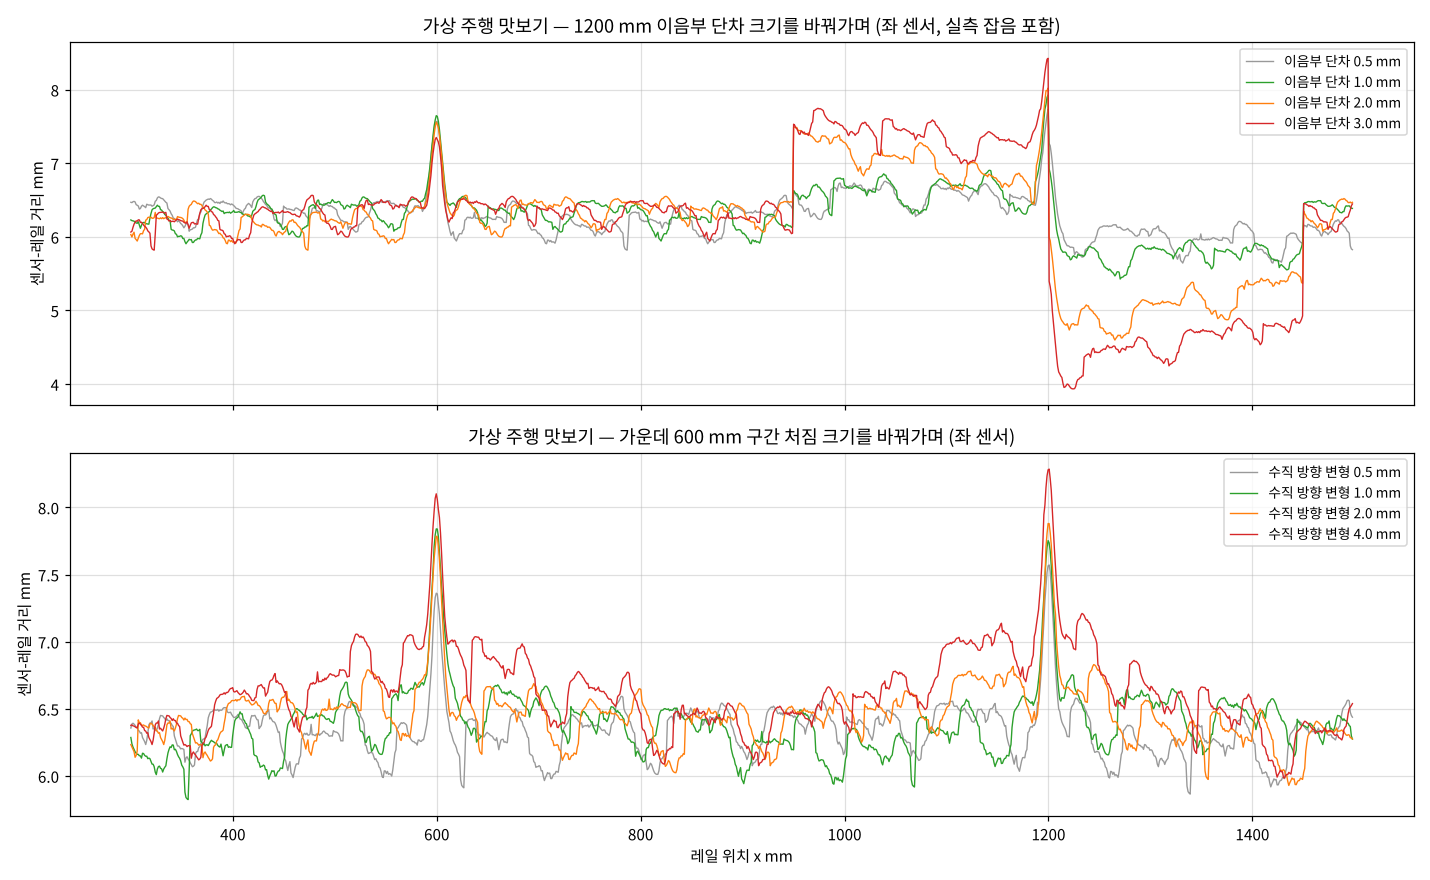 가상 주행 맛보기 — 1200 mm 이음부 단차 크기를 바꿔가며 (좌 센서, 실측 잡음 포함)
센서-레일 거리 mm
8
7
6
5
4
이음부 단차 0.5 mm
이음부 단차 1.0 mm
이음부 단차 2.0 mm
이음부 단차 3.0 mm
가상 주행 맛보기 — 가운데 600 mm 구간 처짐 크기를 바꿔가며 (좌 센서)
센서-레일 거리 mm
8.0
7.5
7.0
6.5
6.0
수직 방향 변형 0.5 mm
수직 방향 변형 1.0 mm
수직 방향 변형 2.0 mm
수직 방향 변형 4.0 mm
400 600 800 1000 1200 1400
레일 위치 x mm